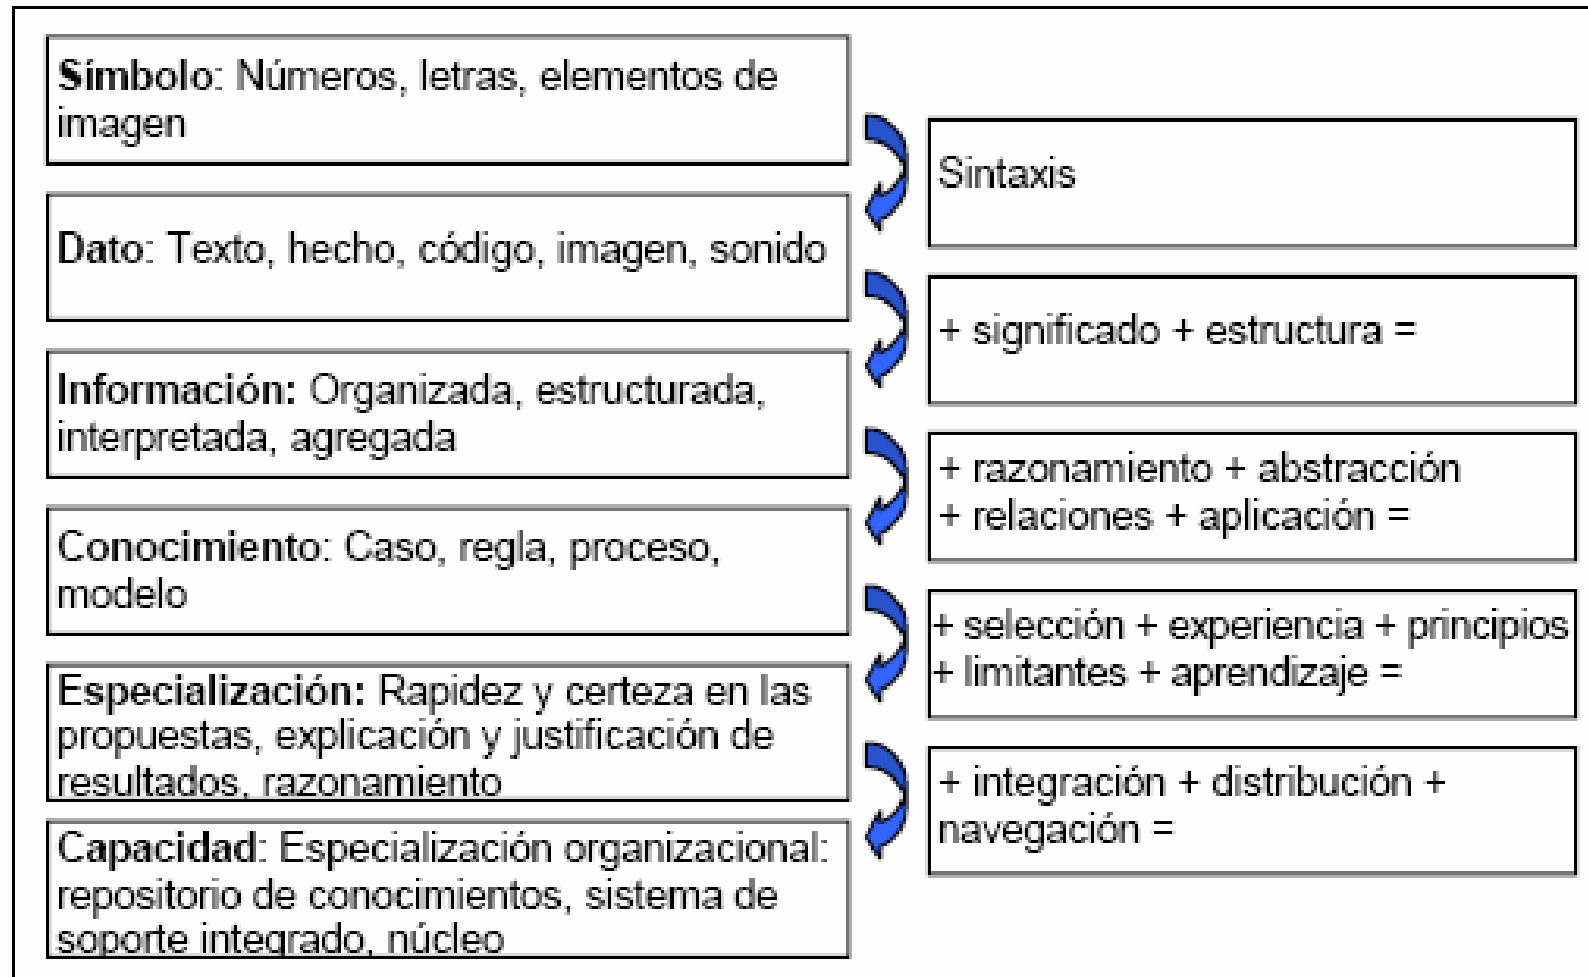 Símbolo: Números, letras, elementos de
imagen
Sintaxis
Dato: Texto, hecho, código, imagen, sonido
+ significado + estructura =
Información: Organizada, estructurada,
interpretada, agregada
+ razonamiento + abstracción
+ relaciones + aplicación =
Conocimiento: Caso, regla, proceso,
modelo
+ selección + experiencia + principios
+ limitantes + aprendizaje =
Especialización: Rapidez y certeza en las
propuestas, explicación y justificación de
resultados, razonamiento
+ integración + distribución +
navegación =
Capacidad: Especialización organizacional:
repositorio de conocimientos, sistema de
soporte integrado, núcleo